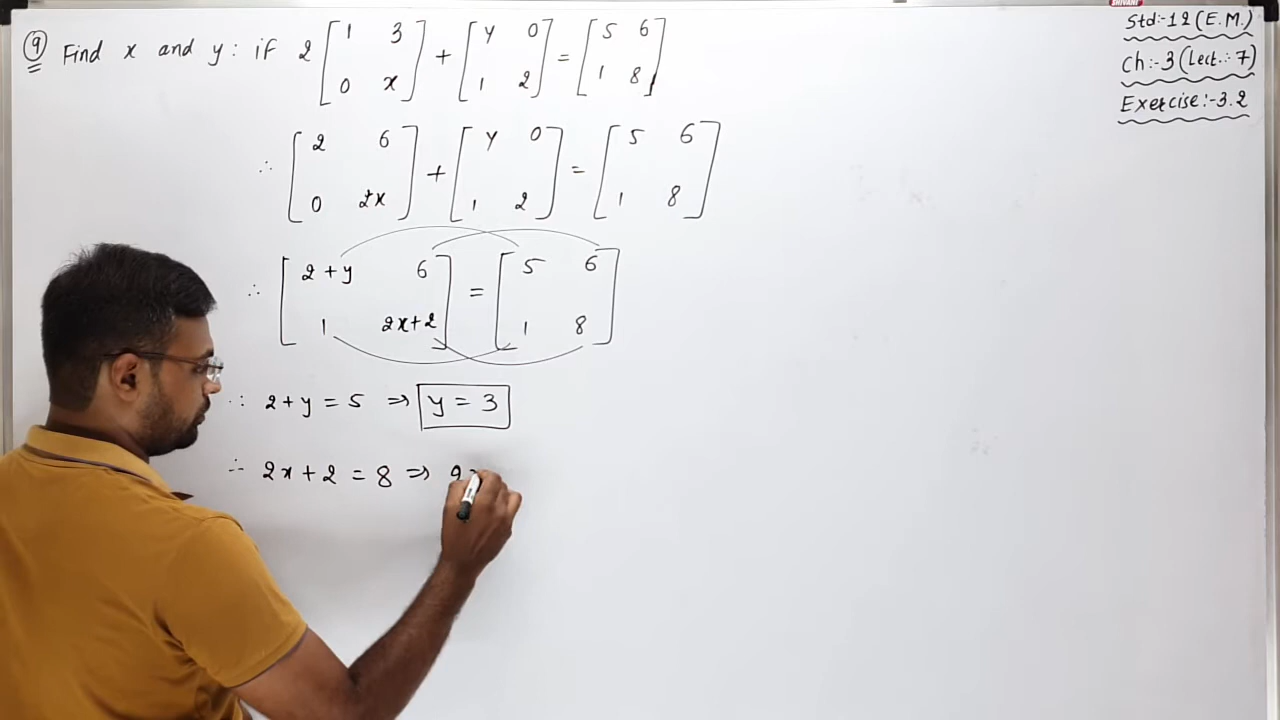 SHIVANI
Std:-12 (E.M.)
Ch:-3 (Lect.:7)
Exercise:-3.2
⑨ Find x and y: if 2 [1 3; 0 x] + [y 0; 1 2] = [5 6; 1 8]
∴ [2 6; 0 2x] + [y 0; 1 2] = [5 6; 1 8]
∴ [2+y 6; 1 2x+2] = [5 6; 1 8]
∴ 2+y = 5 ⇒ y = 3
∴ 2x+2 = 8 ⇒ 2x